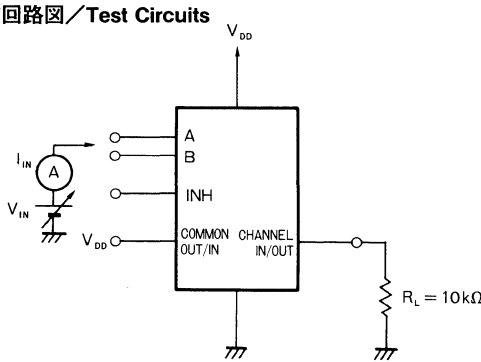 回路図／Test Circuits
VDD
IIN
A
VIN
A
B
INH
VDD
COMMON
OUT/IN
CHANNEL
IN/OUT
RL = 10kΩ